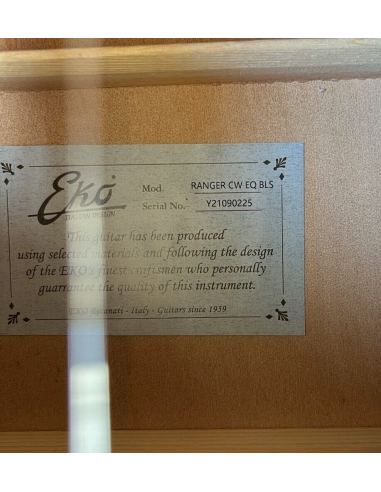 Eko
ITALIAN DESIGN
Mod. RANGER CW EQ BLS
Serial No. Y21090225
This guitar has been produced
using selected materials and following the design
of the EKO's finest craftsmen who personally
guarrantee the quality of this instrument.
EKO Recanati - Italy - Guitars since 1959